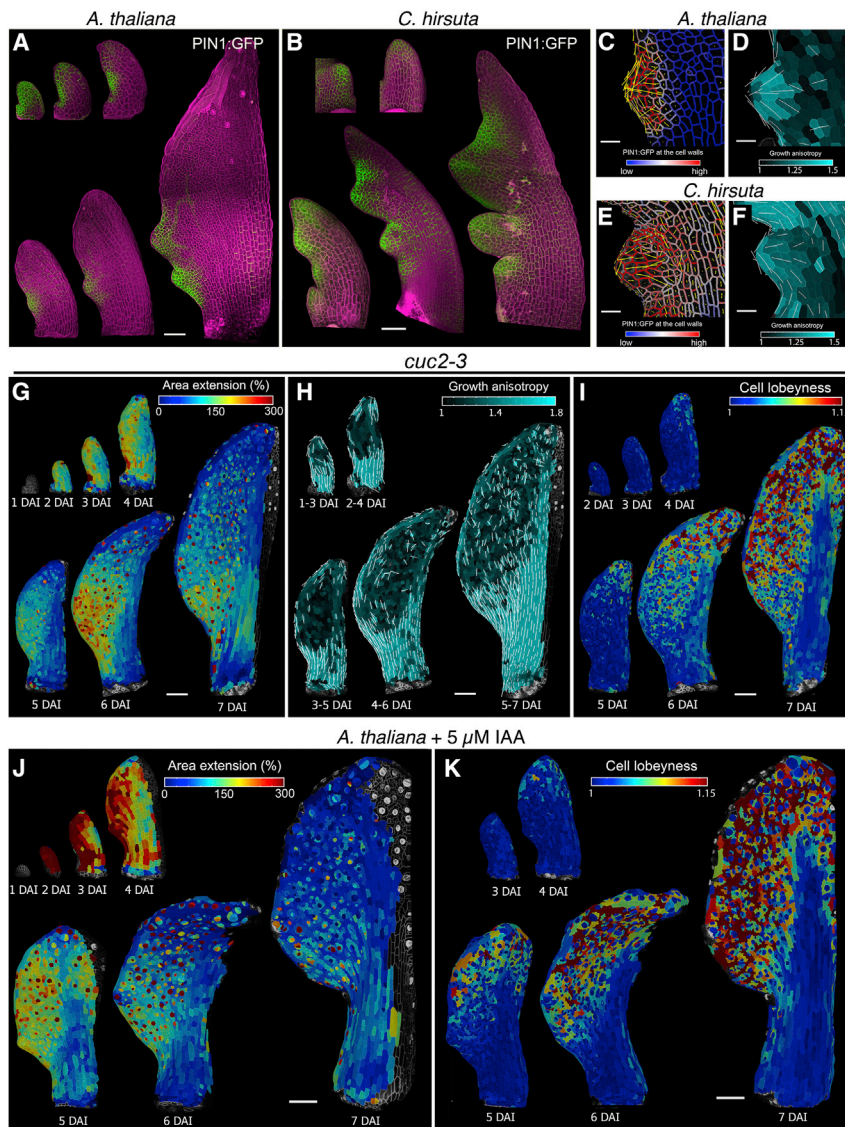 A. thaliana
C. hirsuta
A. thaliana
A
PIN1:GFP
B
PIN1:GFP
C
D
PIN1:GFP at the cell walls
low
high
Growth anisotropy
1
1.25
1.5
C. hirsuta
E
F
PIN1:GFP at the cell walls
low
high
Growth anisotropy
1
1.25
1.5
cuc2-3
G
Area extension (%)
0
150
300
1 DAI
2 DAI
3 DAI
4 DAI
5 DAI
6 DAI
7 DAI
H
Growth anisotropy
1
1.4
1.8
1-3 DAI
2-4 DAI
3-5 DAI
4-6 DAI
5-7 DAI
I
Cell lobeyness
1
1.1
2 DAI
3 DAI
4 DAI
5 DAI
6 DAI
7 DAI
A. thaliana + 5 µM IAA
J
Area extension (%)
0
150
300
1 DAI
2 DAI
3 DAI
4 DAI
5 DAI
6 DAI
7 DAI
K
Cell lobeyness
1
1.15
3 DAI
4 DAI
5 DAI
6 DAI
7 DAI